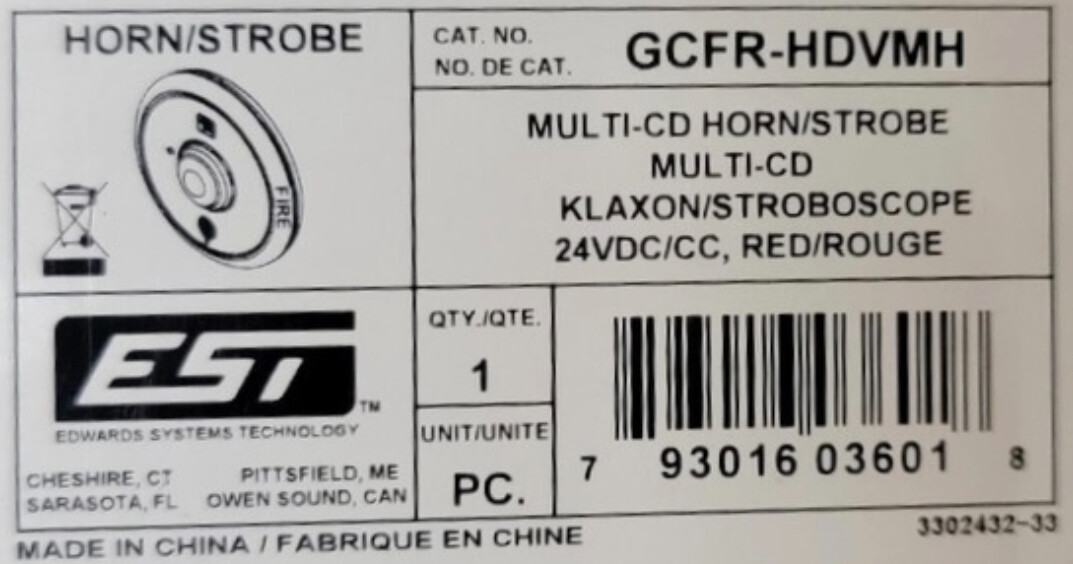 HORN/STROBE
FIRE
CAT. NO.
NO. DE CAT.
GCFR-HDVMH
MULTI-CD HORN/STROBE
MULTI-CD
KLAXON/STROBOSCOPE
24VDC/CC, RED/ROUGE
EST
TM
EDWARDS SYSTEMS TECHNOLOGY
CHESHIRE, CT PITTSFIELD, ME
SARASOTA, FL OWEN SOUND, CAN
QTY./QTE.
1
UNIT/UNITE
PC.
7 93016 03601 8
3302432-33
MADE IN CHINA / FABRIQUE EN CHINE